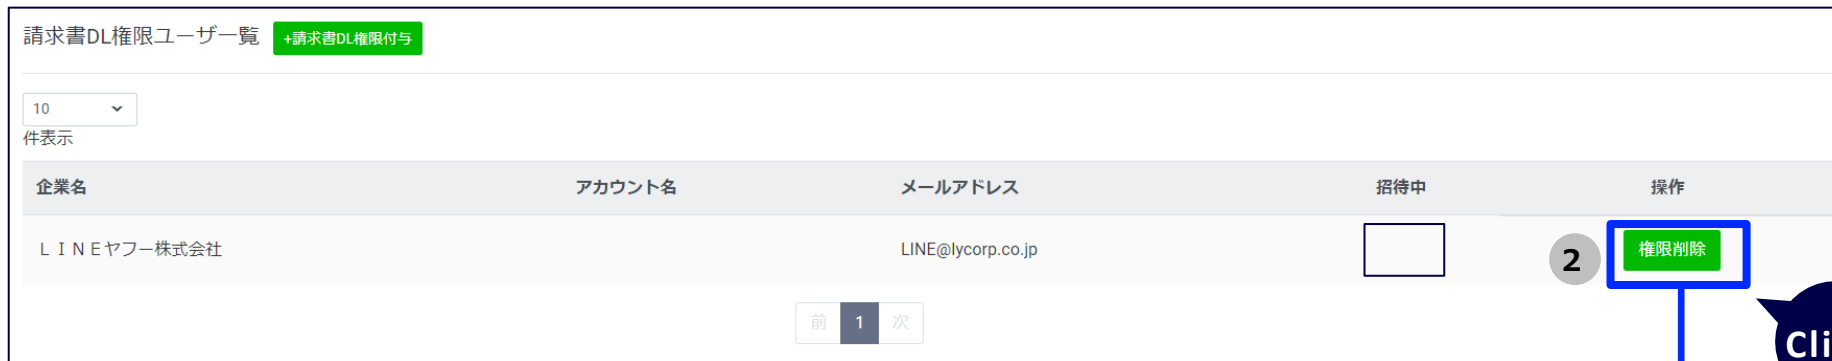 請求書DL権限ユーザ一覧 +請求書DL権限付与
10
件表示
企業名 アカウント名 メールアドレス 招待中 操作
ＬＩＮＥヤフー株式会社 LINE@lycorp.co.jp 2 権限削除
前 1 次